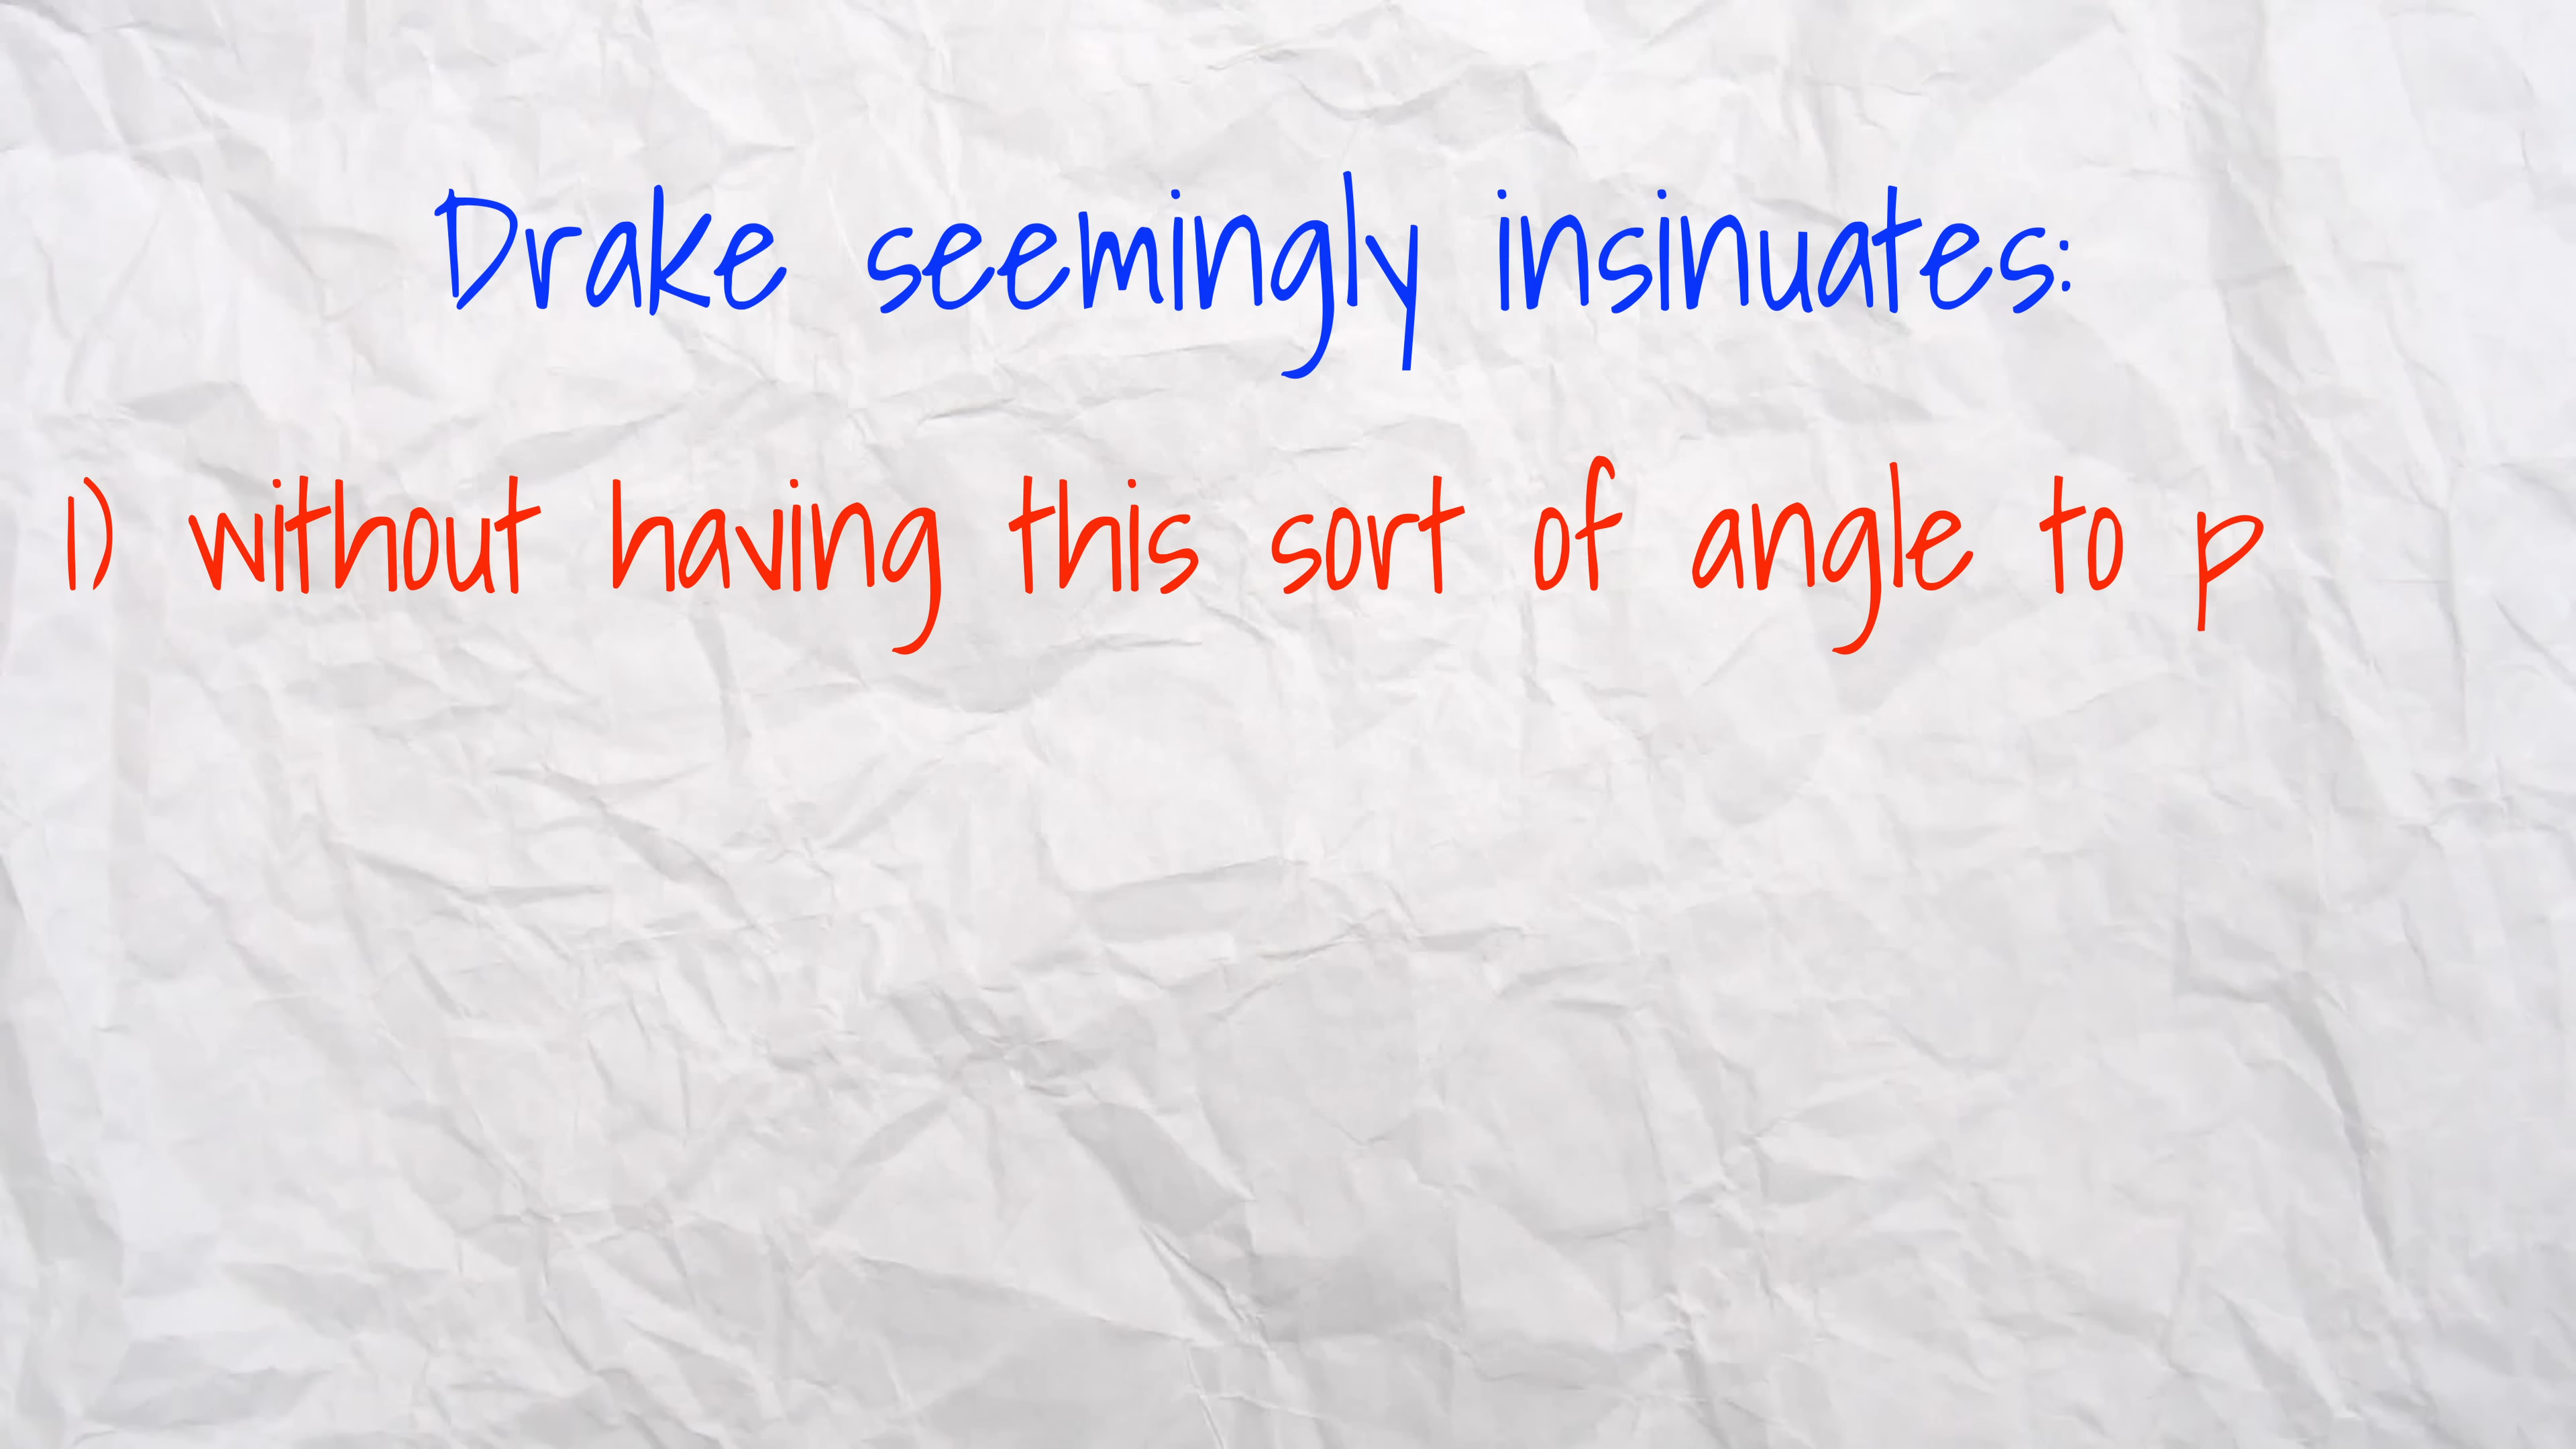 Drake seemingly insinuates:
1) without having this sort of angle to p